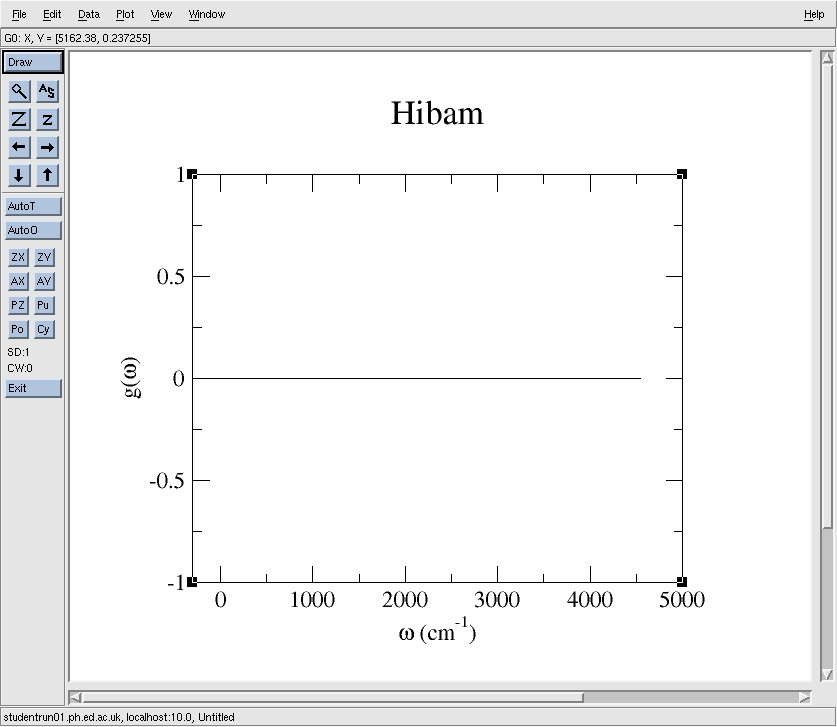 File Edit Data Plot View Window Help
G0: X, Y = [5162.38, 0.237255]
Draw
A S
Z z
AutoT
AutoO
ZX ZY
AX AY
PZ Pu
Po Cy
SD:1
CW:0
Exit
Hibam
1
0.5
0
-0.5
-1
g(ω)
0 1000 2000 3000 4000 5000
ω (cm⁻¹)
studentrun01.ph.ed.ac.uk, localhost:10.0, Untitled